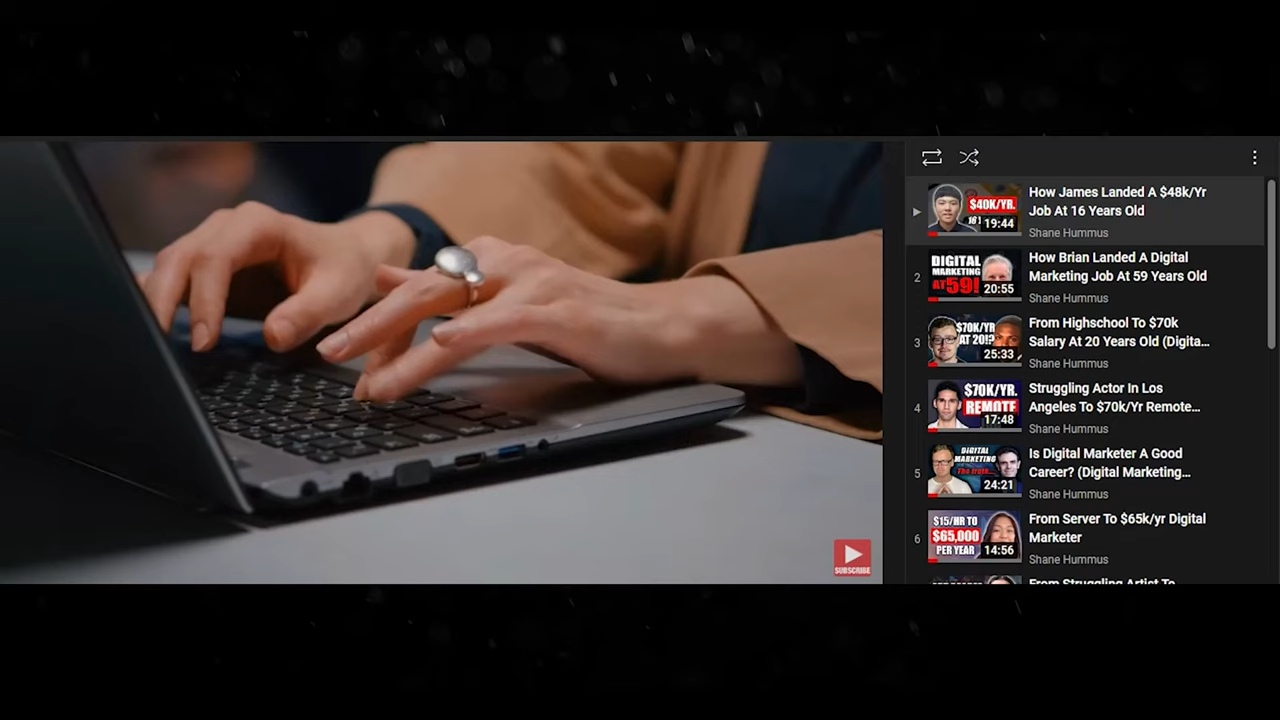 How James Landed A $48k/Yr
Job At 16 Years Old
Shane Hummus
$40K/YR.
16!
19:44
2
How Brian Landed A Digital
Marketing Job At 59 Years Old
Shane Hummus
DIGITAL
MARKETING
AT 59!
20:55
3
From Highschool To $70k
Salary At 20 Years Old (Digita...
Shane Hummus
$70K/YR
AT 20!?
25:33
4
Struggling Actor In Los
Angeles To $70k/Yr Remote...
Shane Hummus
$70K/YR.
REMOTE
17:48
5
Is Digital Marketer A Good
Career? (Digital Marketing...
Shane Hummus
DIGITAL
MARKETING
The truth...
24:21
6
From Server To $65k/yr Digital
Marketer
Shane Hummus
$15/HR TO
$65,000
PER YEAR
14:56
From Struggling Artist To
SUBSCRIBE